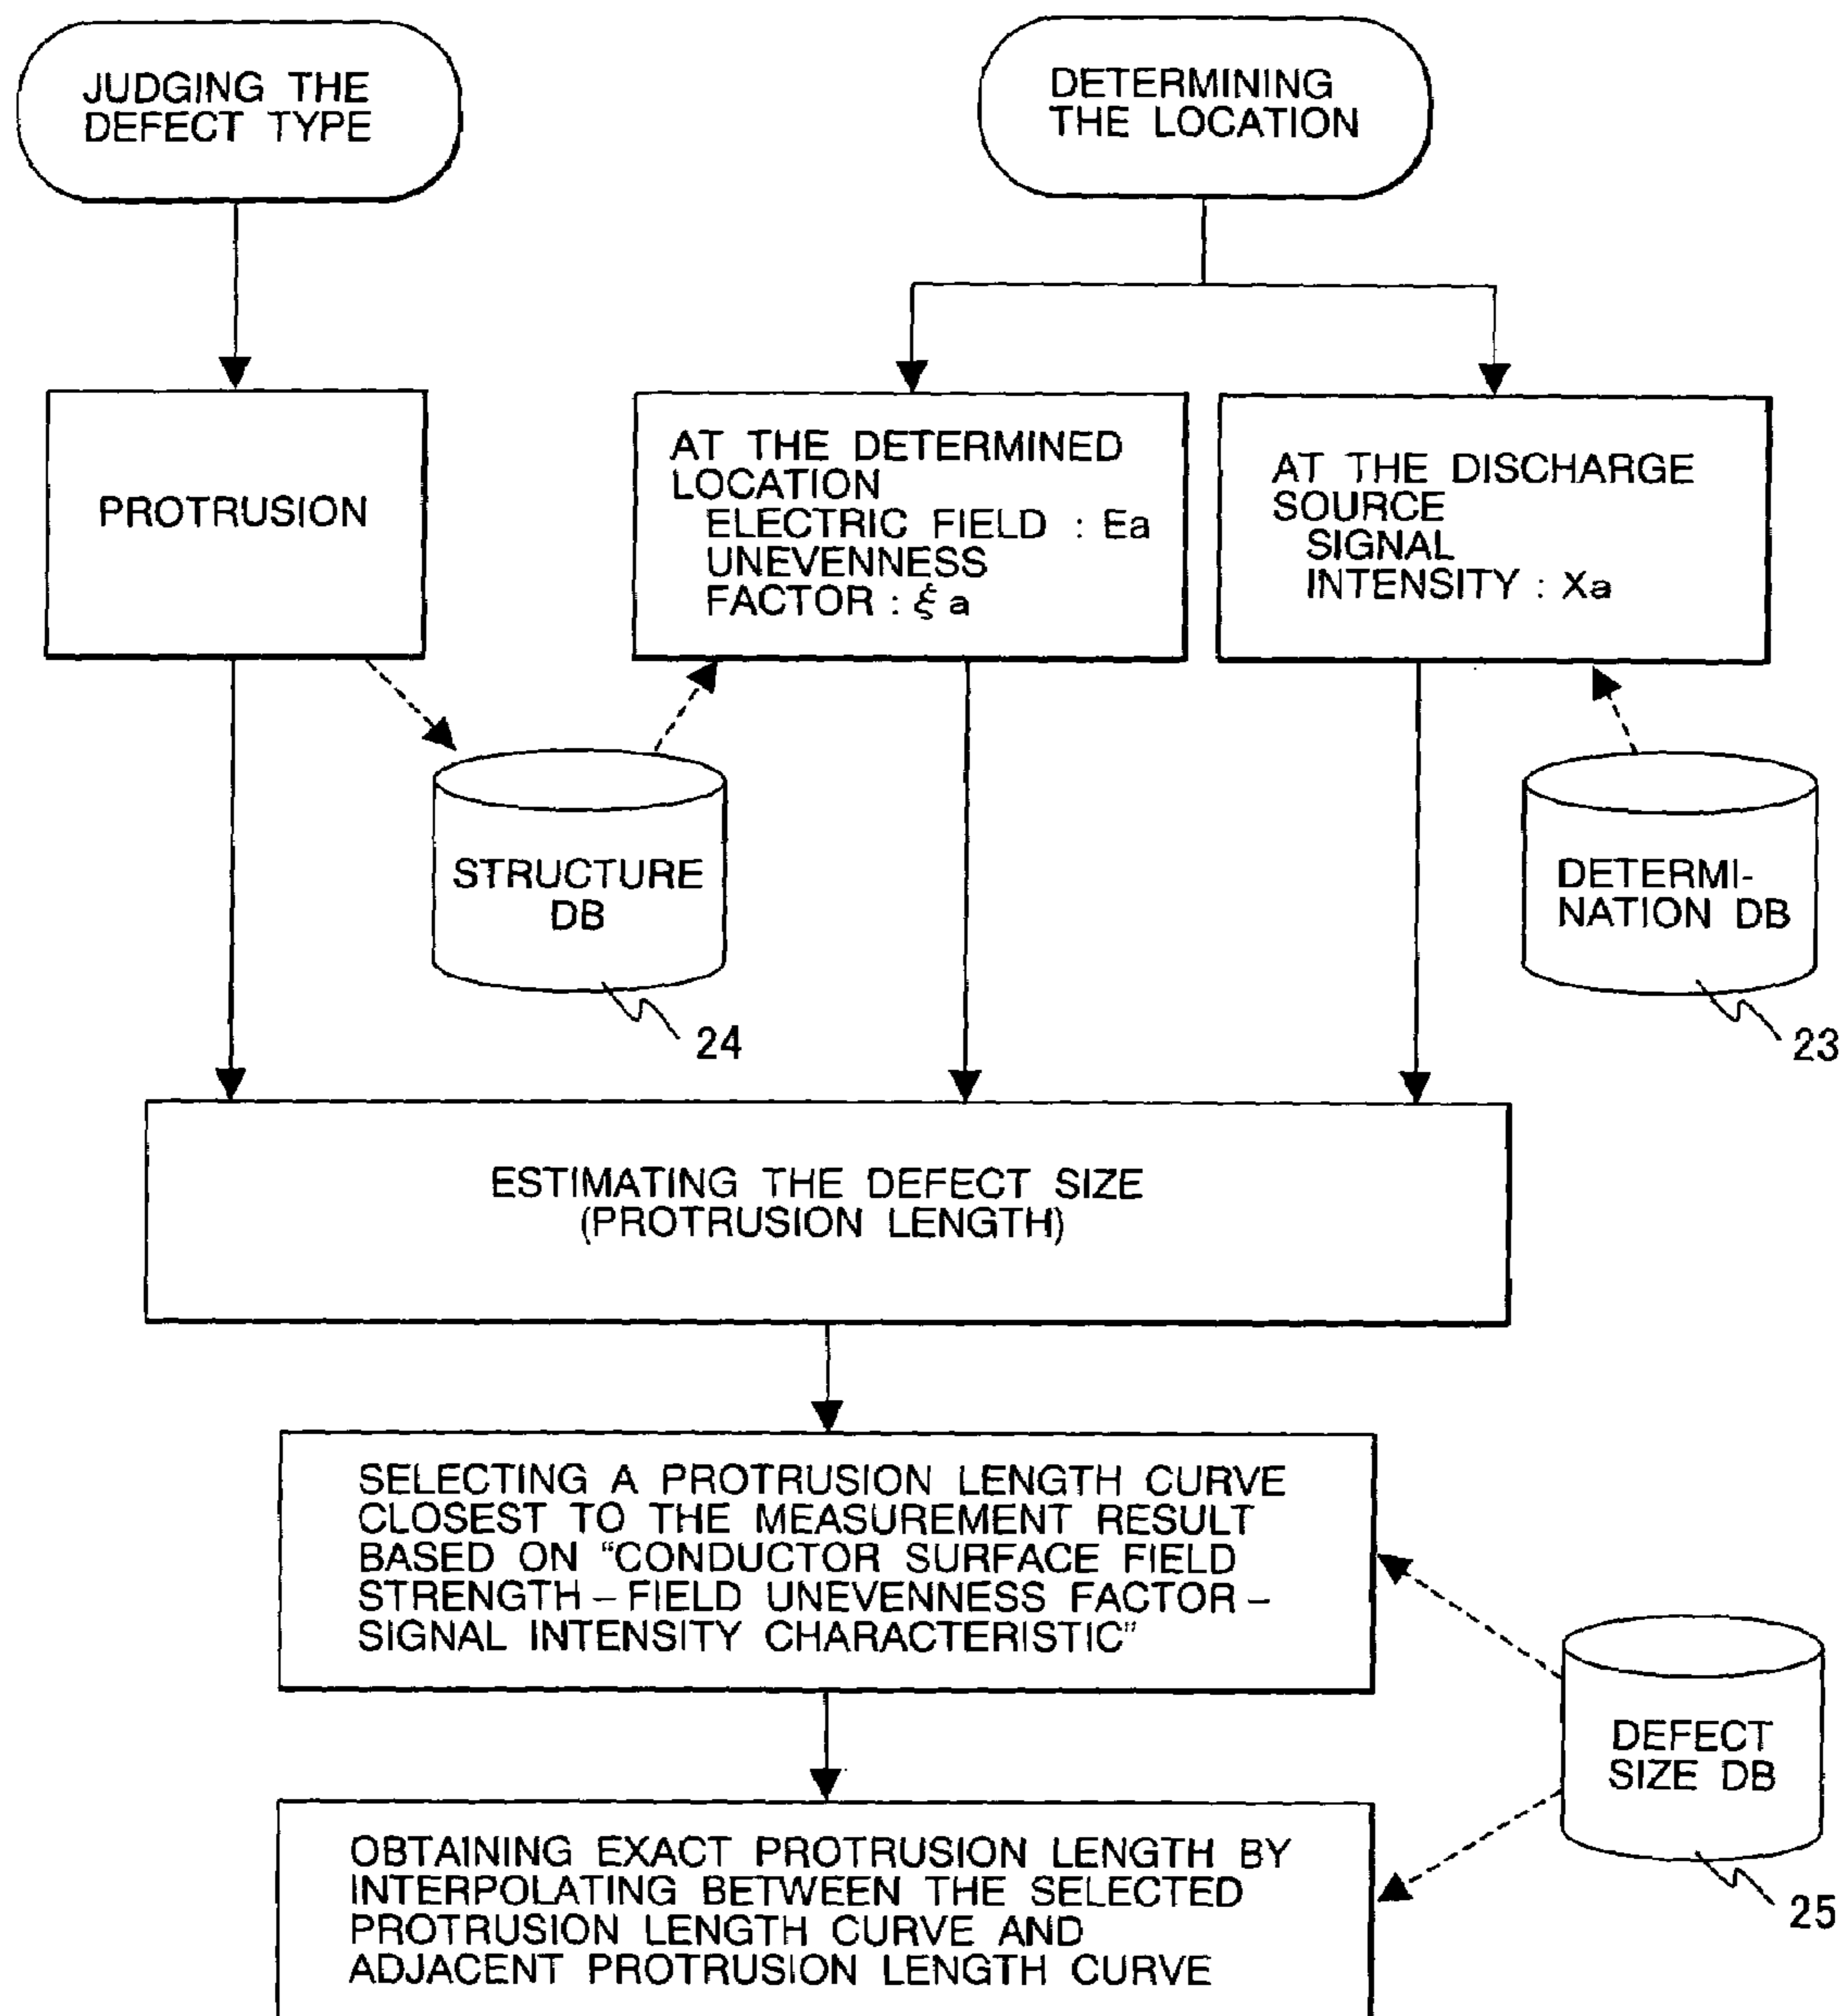 JUDGING THE
DEFECT TYPE
DETERMINING
THE LOCATION
PROTRUSION
AT THE DETERMINED
LOCATION
ELECTRIC FIELD : Ea
UNEVENNESS
FACTOR : ξa
AT THE DISCHARGE
SOURCE
SIGNAL
INTENSITY : Xa
STRUCTURE
DB
24
DETERMI-
NATION DB
23
ESTIMATING THE DEFECT SIZE
(PROTRUSION LENGTH)
SELECTING A PROTRUSION LENGTH CURVE
CLOSEST TO THE MEASUREMENT RESULT
BASED ON “CONDUCTOR SURFACE FIELD
STRENGTH – FIELD UNEVENNESS FACTOR –
SIGNAL INTENSITY CHARACTERISTIC”
DEFECT
SIZE DB
25
OBTAINING EXACT PROTRUSION LENGTH BY
INTERPOLATING BETWEEN THE SELECTED
PROTRUSION LENGTH CURVE AND
ADJACENT PROTRUSION LENGTH CURVE